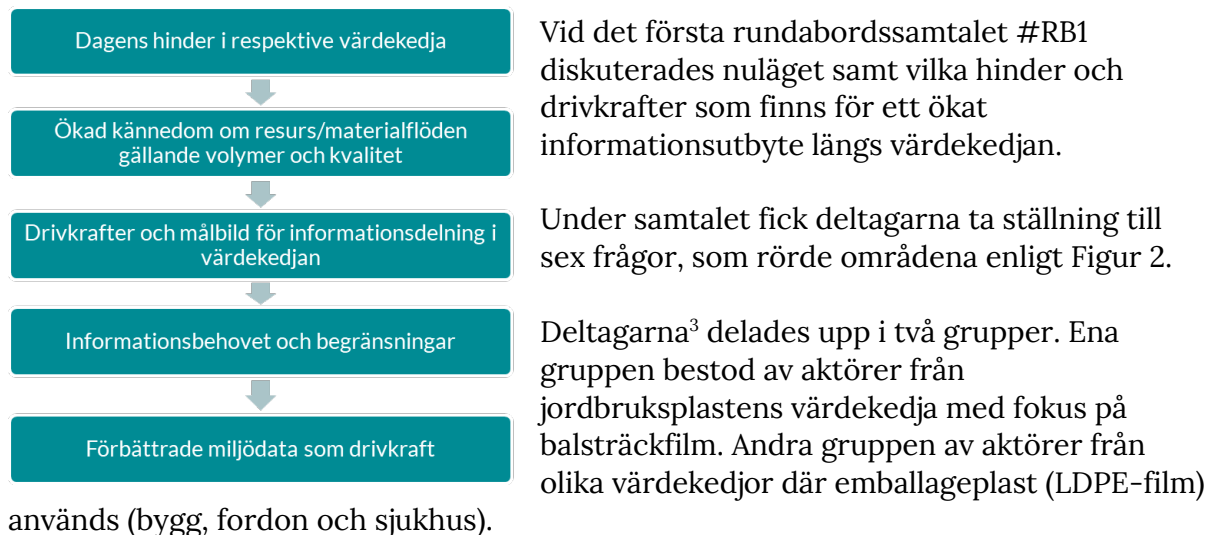 Dagens hinder i respektive värdekedja
Ökad kännedom om resurs/materialflöden
gällande volymer och kvalitet
Drivkrafter och målbild för informationsdelning i
värdekedjan
Informationsbehovet och begränsningar
Förbättrade miljödata som drivkraft
Vid det första rundabordssamtalet #RB1
diskuterades nuläget samt vilka hinder och
drivkrafter som finns för ett ökat
informationsutbyte längs värdekedjan.
Under samtalet fick deltagarna ta ställning till
sex frågor, som rörde områdena enligt Figur 2.
Deltagarna³ delades upp i två grupper. Ena
gruppen bestod av aktörer från
jordbruksplastens värdekedja med fokus på
balsträckfilm. Andra gruppen av aktörer från
olika värdekedjor där emballageplast (LDPE-film)
används (bygg, fordon och sjukhus).